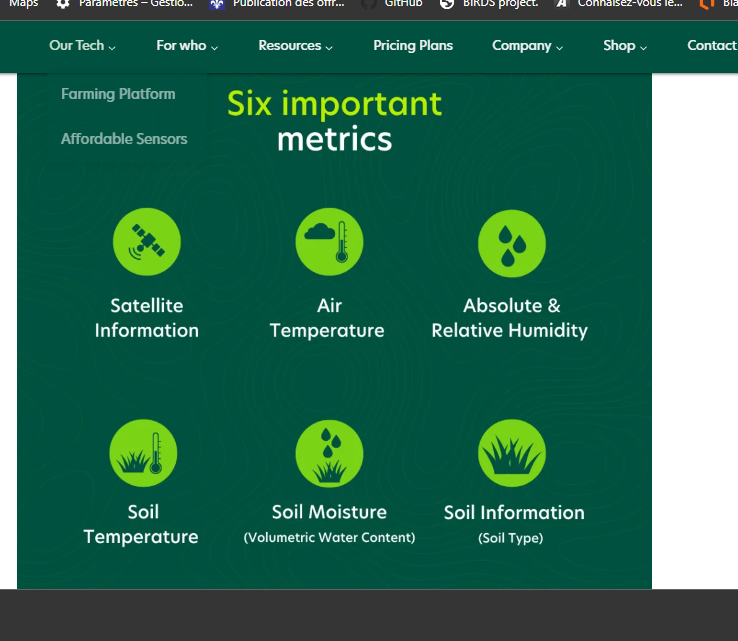 Maps Paramètres – Gestio... Publication des offr... GitHub BIRDS project. Connaisez-vous le...
Our Tech For who Resources Pricing Plans Company Shop Contact
Farming Platform
Affordable Sensors
Six important
metrics
Satellite
Information
Air
Temperature
Absolute &
Relative Humidity
Soil
Temperature
Soil Moisture
(Volumetric Water Content)
Soil Information
(Soil Type)